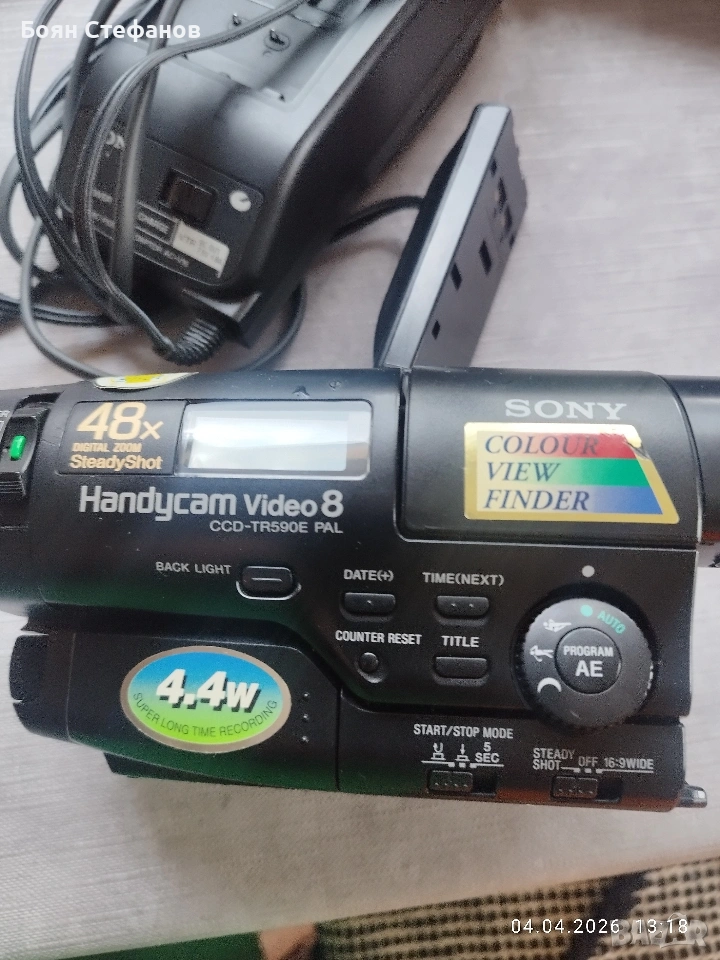 Боян Стефанов
CHARGE
48x
DIGITAL ZOOM
SteadyShot
SONY
COLOUR
VIEW
FINDER
Handycam Video 8
CCD-TR590E PAL
BACK LIGHT
DATE(+)
TIME(NEXT)
COUNTER RESET
TITLE
AUTO
PROGRAM
AE
4.4W
SUPER LONG TIME RECORDING
START/STOP MODE
5
SEC
STEADY
SHOT
OFF
16:9WIDE
04.04.2026 13:18
BAZAR